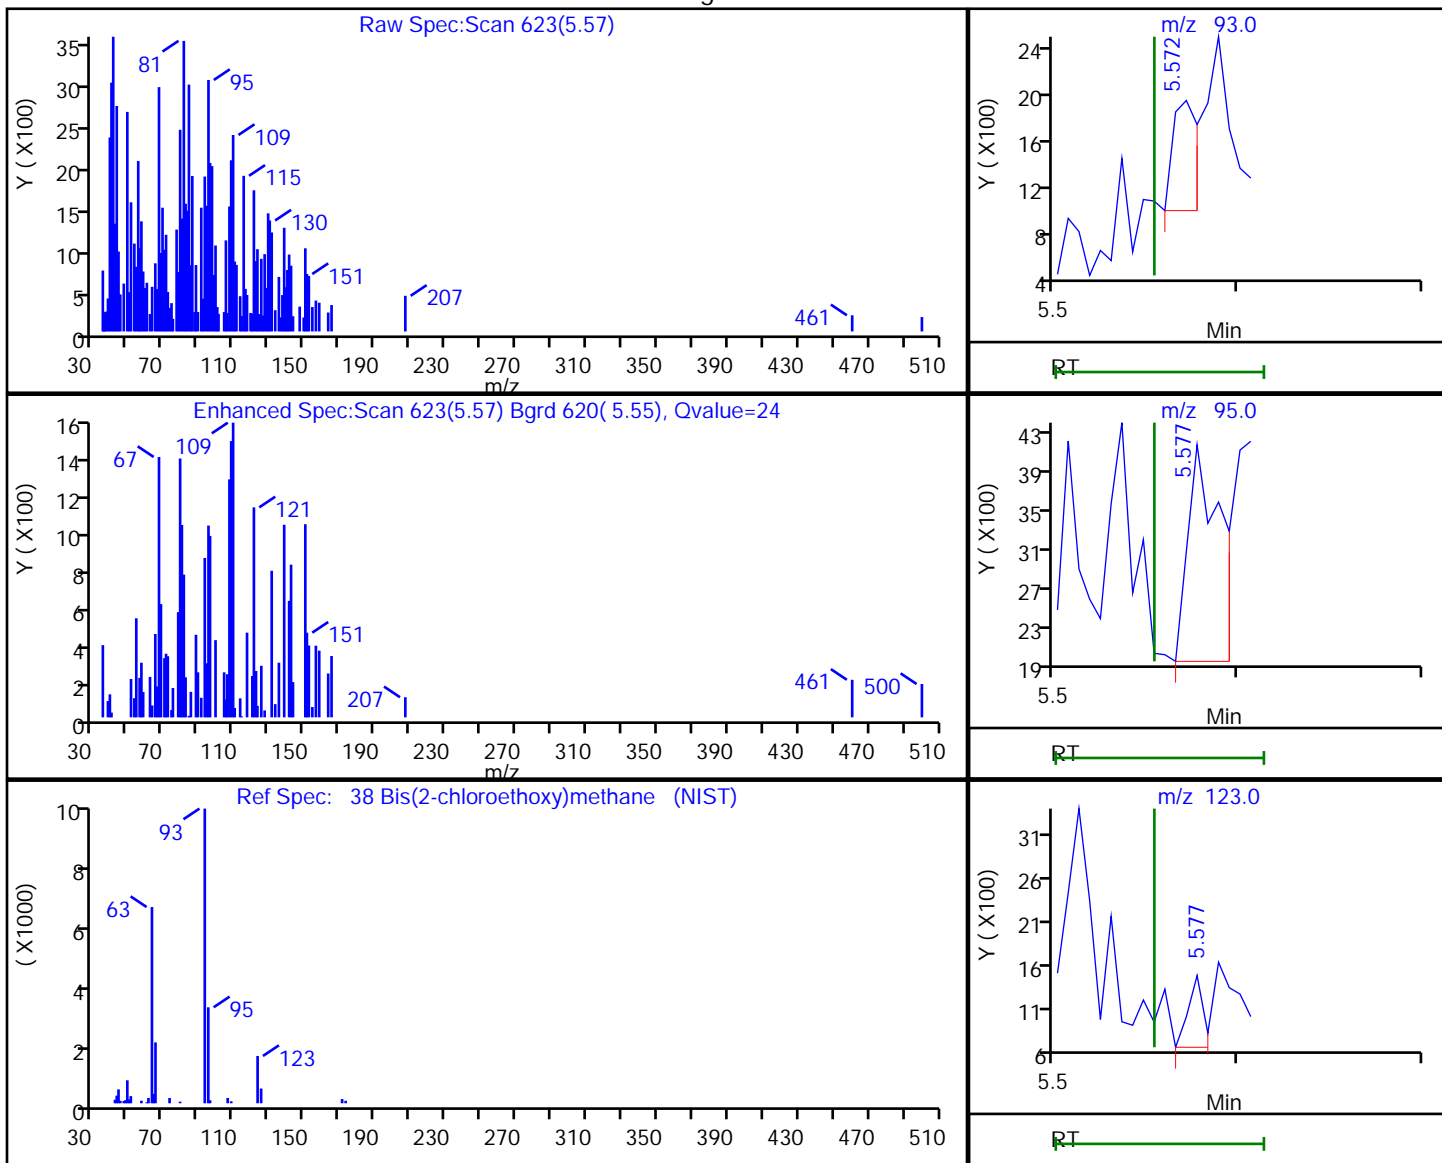 Raw Spec:Scan 623(5.57)
Y ( X100)
35
30
25
20
15
10
5
0
81
95
109
115
130
151
207
461
30 70 110 150 190 230 270 310 350 390 430 470 510
m/z
m/z 93.0
Y ( X100)
24
20
16
12
8
4
5.572
5.5
Min
RT
Enhanced Spec:Scan 623(5.57) Bgrd 620( 5.55), Qvalue=24
Y ( X100)
16
14
12
10
8
6
4
2
0
67
109
121
151
207
461
500
30 70 110 150 190 230 270 310 350 390 430 470 510
m/z
m/z 95.0
Y ( X100)
43
39
35
31
27
23
19
5.577
5.5
Min
RT
Ref Spec: 38 Bis(2-chloroethoxy)methane (NIST)
( X1000)
10
8
6
4
2
0
93
63
95
123
30 70 110 150 190 230 270 310 350 390 430 470 510
m/z 123.0
Y ( X100)
31
26
21
16
11
6
5.577
5.5
Min
RT